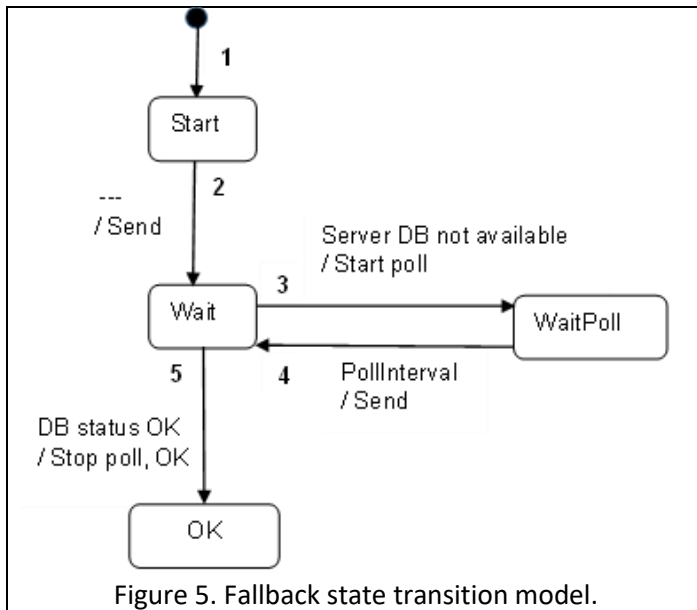 1
Start
2
---
/ Send
Server DB not available
/ Start poll
3
Wait
WaitPoll
5
4
PollInterval
/ Send
DB status OK
/ Stop poll, OK
OK
Figure 5. Fallback state transition model.